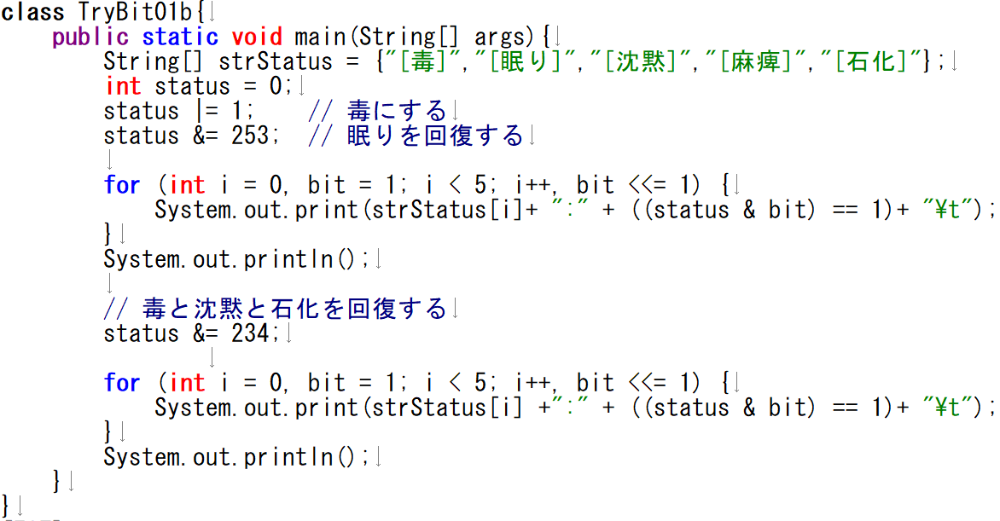 class TryBit01b{↓
    public static void main(String[] args){↓
        String[] strStatus = {"[毒]","[眠り]","[沈黙]","[麻痺]","[石化]"};↓
        int status = 0;↓
        status |= 1;    // 毒にする↓
        status &= 253;  // 眠りを回復する↓
        ↓
        for (int i = 0, bit = 1; i < 5; i++, bit <<= 1) {↓
            System.out.print(strStatus[i]+ ":" + ((status & bit) == 1)+ "¥t");
        }↓
        System.out.println();↓
        ↓
        // 毒と沈黙と石化を回復する↓
        status &= 234;↓
                ↓
        for (int i = 0, bit = 1; i < 5; i++, bit <<= 1) {↓
            System.out.print(strStatus[i] +":" + ((status & bit) == 1)+ "¥t");
        }↓
        System.out.println();↓
    }↓
}↓